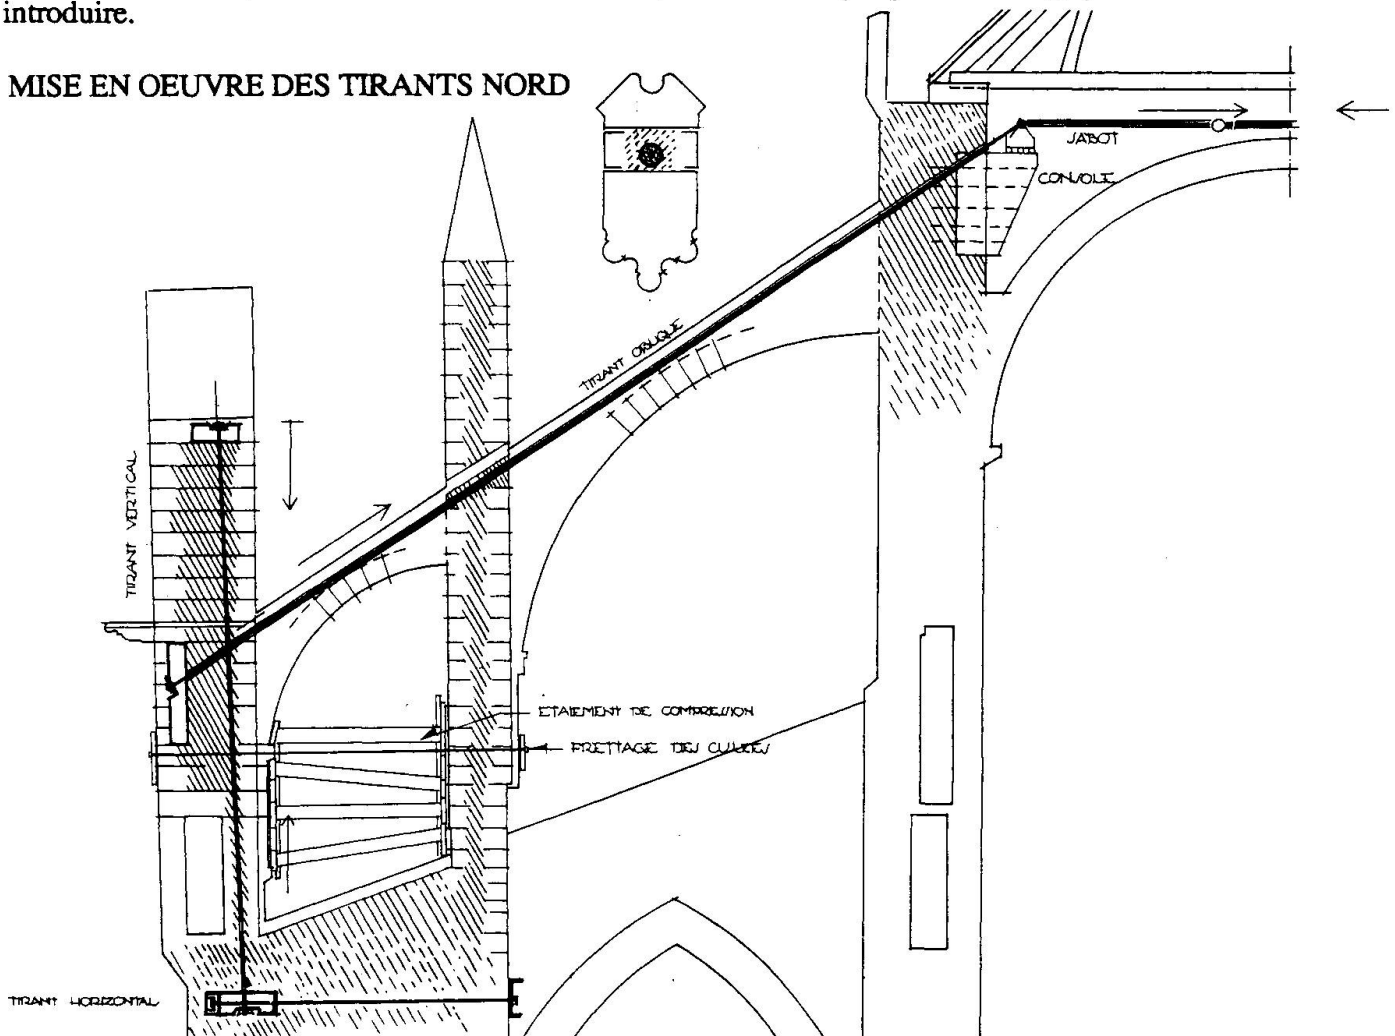 introduire.
MISE EN OEUVRE DES TIRANTS NORD
JABOT
CONSOLE
TIRANT OBLIQUE
TIRANT VERTICAL
ETAIEMENT DE COMPRESSION
FRETTAGE DES CULEES
TIRANT HORIZONTAL